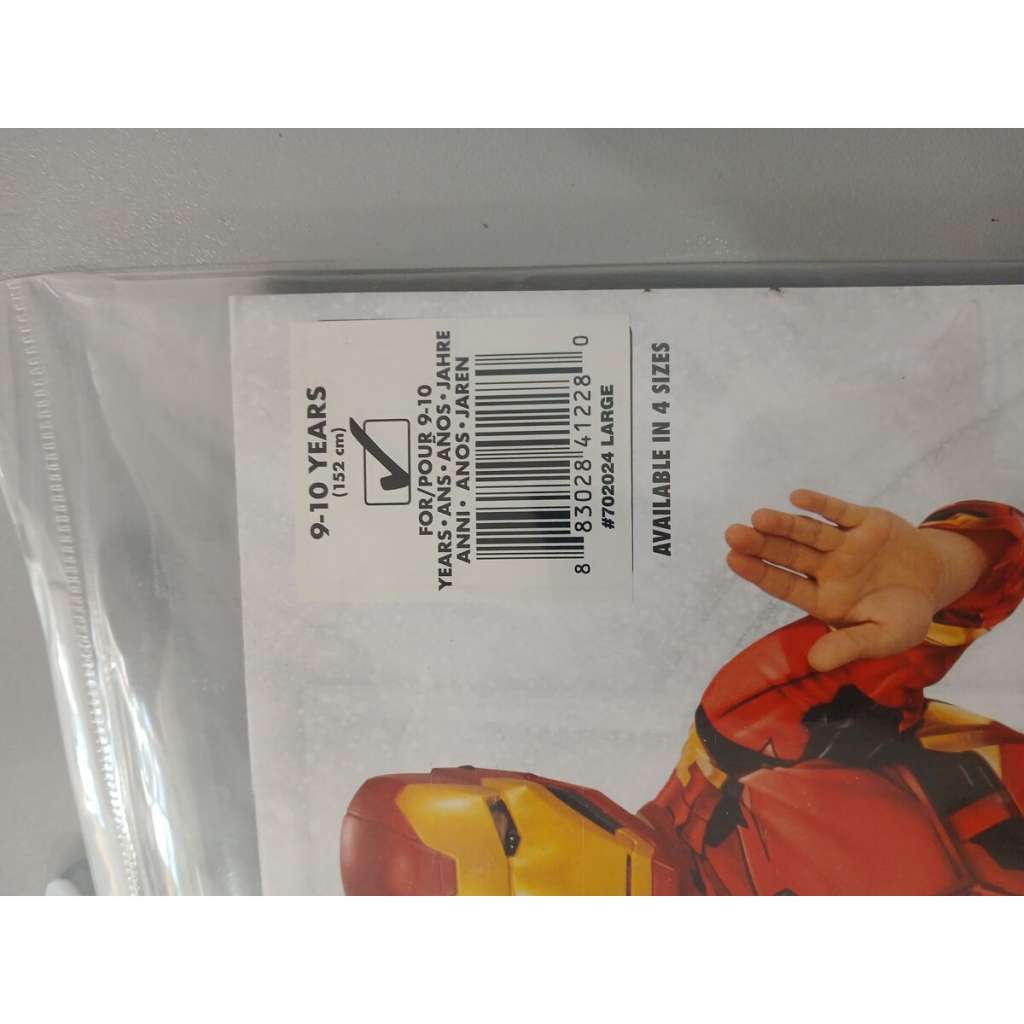 9-10 YEARS
(152 cm)
FOR/POUR 9-10
YEARS • ANS • AÑOS • JAHRE
ANNI • ANOS • JAREN
8 83028 41228 0
#702024 LARGE
AVAILABLE IN 4 SIZES